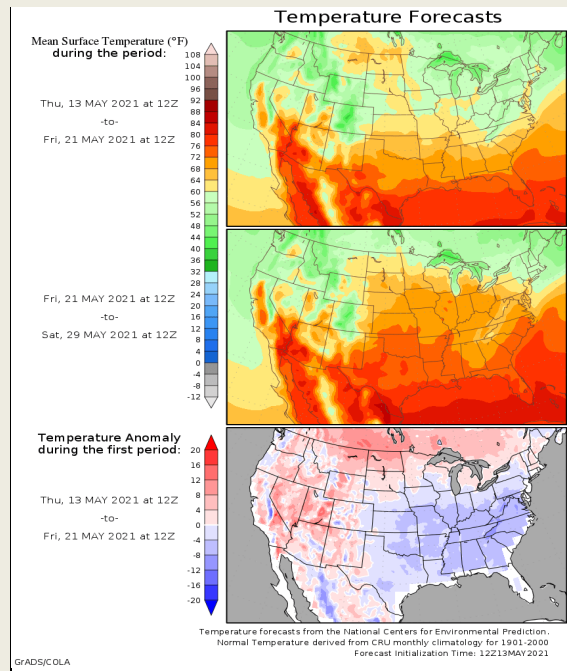 Temperature Forecasts
Mean Surface Temperature (°F)
during the period:
Thu, 13 MAY 2021 at 12Z
-to-
Fri, 21 MAY 2021 at 12Z
108
104
100
96
92
88
84
80
76
72
68
64
60
56
52
48
44
40
36
32
28
24
20
16
12
8
4
0
-4
-8
-12
Fri, 21 MAY 2021 at 12Z
-to-
Sat, 29 MAY 2021 at 12Z
Temperature Anomaly
during the first period:
Thu, 13 MAY 2021 at 12Z
-to-
Fri, 21 MAY 2021 at 12Z
20
16
12
8
4
0
-4
-8
-12
-16
-20
Temperature forecasts from the National Centers for Environmental Prediction.
Normal Temperature derived from CRU monthly climatology for 1901-2000
Forecast Initialization Time: 12Z13MAY2021
GrADS/COLA